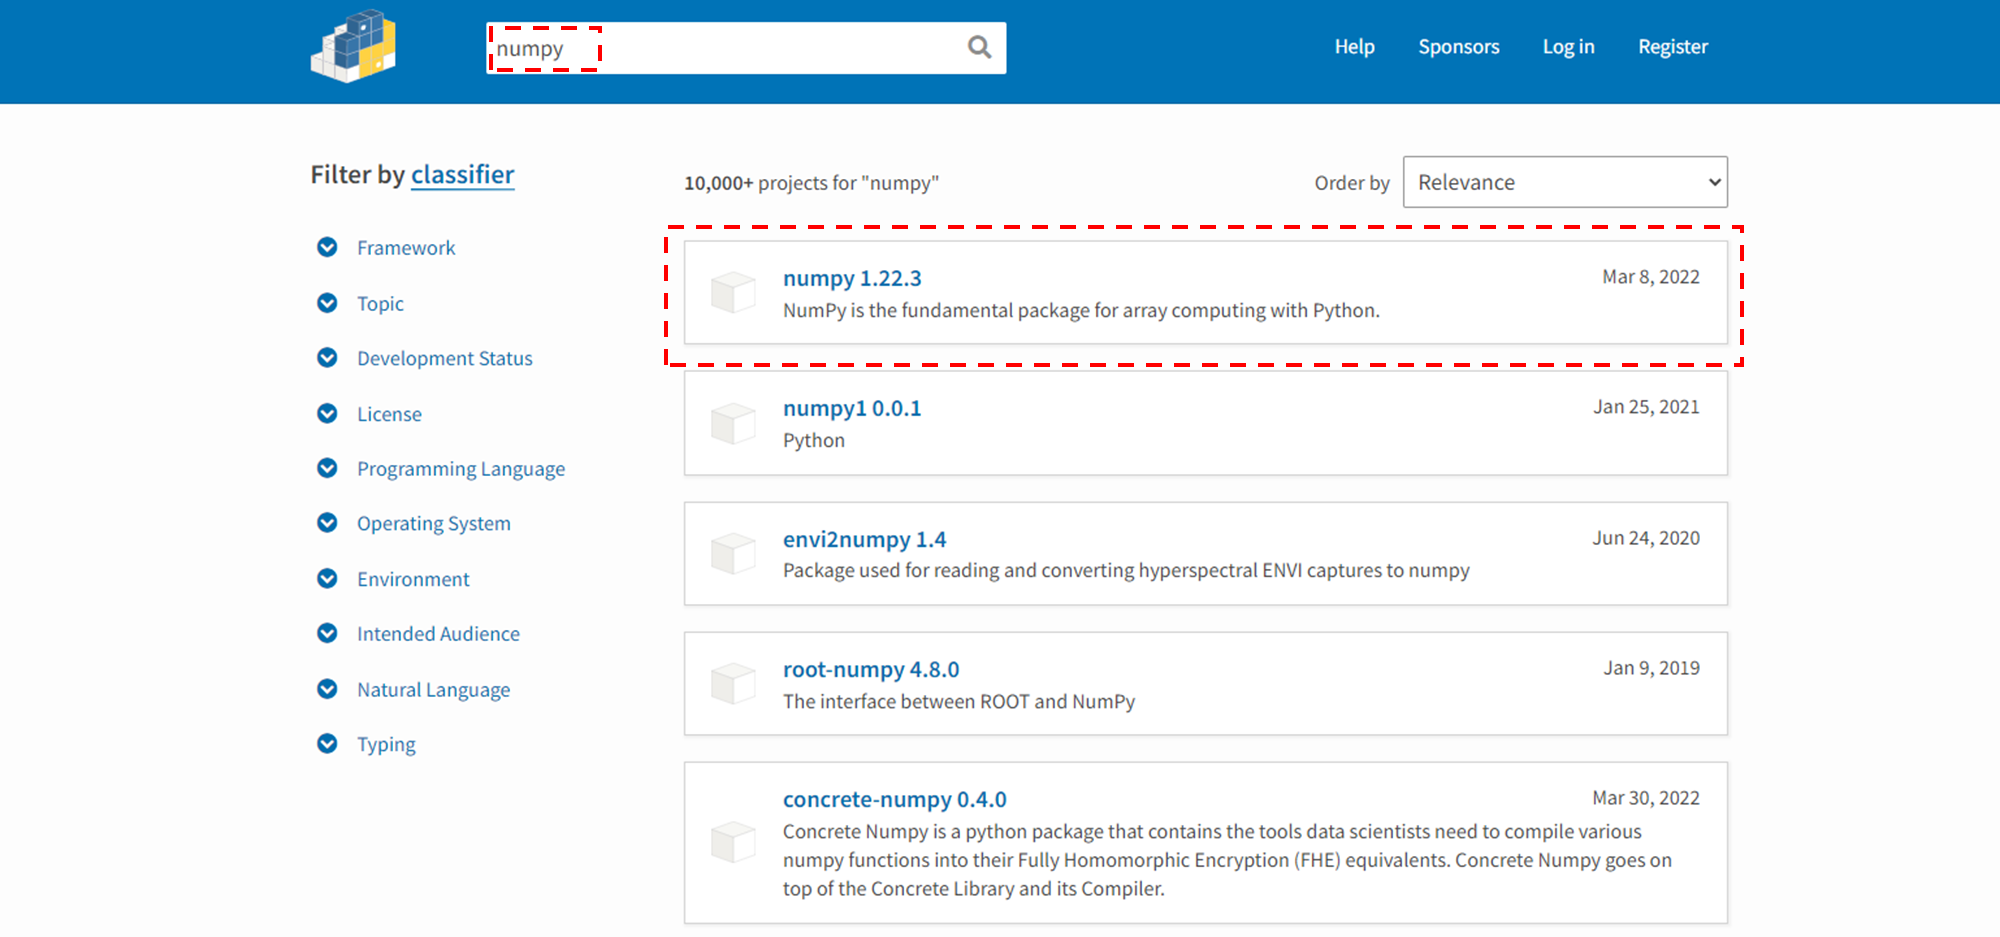 numpy
Help
Sponsors
Log in
Register
Filter by classifier
Framework
Topic
Development Status
License
Programming Language
Operating System
Environment
Intended Audience
Natural Language
Typing
10,000+ projects for "numpy"
Order by
Relevance
numpy 1.22.3
Mar 8, 2022
NumPy is the fundamental package for array computing with Python.
numpy1 0.0.1
Jan 25, 2021
Python
envi2numpy 1.4
Jun 24, 2020
Package used for reading and converting hyperspectral ENVI captures to numpy
root-numpy 4.8.0
Jan 9, 2019
The interface between ROOT and NumPy
concrete-numpy 0.4.0
Mar 30, 2022
Concrete Numpy is a python package that contains the tools data scientists need to compile various
numpy functions into their Fully Homomorphic Encryption (FHE) equivalents. Concrete Numpy goes on
top of the Concrete Library and its Compiler.